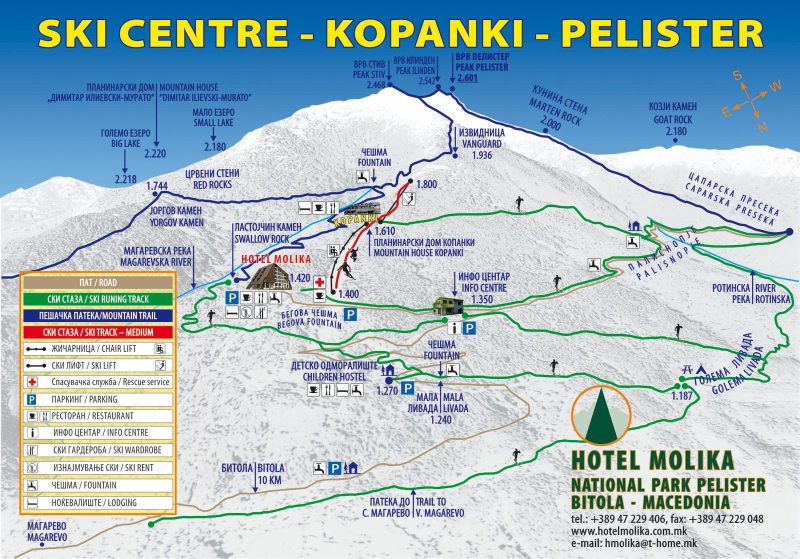 SKI CENTRE - KOPANKI - PELISTER
ВРВ СТИВ
PEAK STIV
2.468
ВРВ ИЛИНДЕН
PEAK ILINDEN
2.542
ВРВ ПЕЛИСТЕР
PEAK PELISTER
2.601
S
W
E
N
ПЛАНИНАРСКИ ДОМ
„ДИМИТАР ИЛИЕВСКИ-МУРАТО“
MOUNTAIN HOUSE
„DIMITAR ILIEVSKI-MURATO“
2.220
ГОЛЕМО ЕЗЕРО
BIG LAKE
2.218
МАЛО ЕЗЕРО
SMALL LAKE
2.180
КУНИНА СТЕНА
MARTEN ROCK
2.000
КОЗЈИ КАМЕН
GOAT ROCK
2.180
ИЗВИДНИЦА
VANGUARD
1.936
ЧЕШМА
FOUNTAIN
ЦРВЕНИ СТЕНИ
RED ROCKS
1.744
ЈОРГОВ КАМЕН
YORGOV KAMEN
1.800
ЦАПАРСКА ПРЕСЕКА
CAPARSKA PRESEKA
KOPANKI
1.610
ПЛАНИНАРСКИ ДОМ КОПАНКИ
MOUNTAIN HOUSE KOPANKI
ЛАСТОЈЧИН КАМЕН
SWALLOW ROCK
МАГАРЕВСКА РЕКА
MAGAREVSKA RIVER
HOTEL MOLIKA
1.420
1.400
ПАЛИСНОПЈЕ
PALISNOPJE
ИНФО ЦЕНТАР
INFO CENTRE
1.350
РОТИНСКА
РЕКА
RIVER
ROTINSKA
P
БЕГОВА ЧЕШМА
BEGOVA FOUNTAIN
i
P
ЧЕШМА
FOUNTAIN
ДЕТСКО ОДМОРАЛИШТЕ
CHILDREN HOSTEL
1.270
P
МАЛА
ЛИВАДА
MALA
LIVADA
1.240
ГОЛЕМА ЛИВАДА
GOLEMA LIVADA
1.187
ПАТ / ROAD
СКИ СТАЗА / SKI RUNING TRACK
ПЕШАЧКА ПАТЕКА/MOUNTAIN TRAIL
СКИ СТАЗА / SKI TRACK – MEDIUM
ЖИЧАРНИЦА / CHAIR LIFT
СКИ ЛИФТ / SKI LIFT
Спасувачка служба / Rescue service
P ПАРКИНГ / PARKING
РЕСТОРАН / RESTAURANT
i ИНФО ЦЕНТАР / INFO CENTRE
СКИ ГАРДЕРОБА / SKI WARDROBE
ИЗНАЈМУВАЊЕ СКИ / SKI RENT
ЧЕШМА / FOUNTAIN
НОЌЕВАЛИШТЕ / LODGING
БИТОЛА
BITOLA
10 КМ
P
ПАТЕКА ДО
С. МАГАРЕВО
TRAIL TO
V. MAGAREVO
МАГАРЕВО
MAGAREVO
HOTEL MOLIKA
NATIONAL PARK PELISTER
BITOLA - MACEDONIA
tel.: +389 47 229 406, fax: +389 47 229 048
www.hotelmolika.com.mk
e-mail: hmolika@t-home.mk